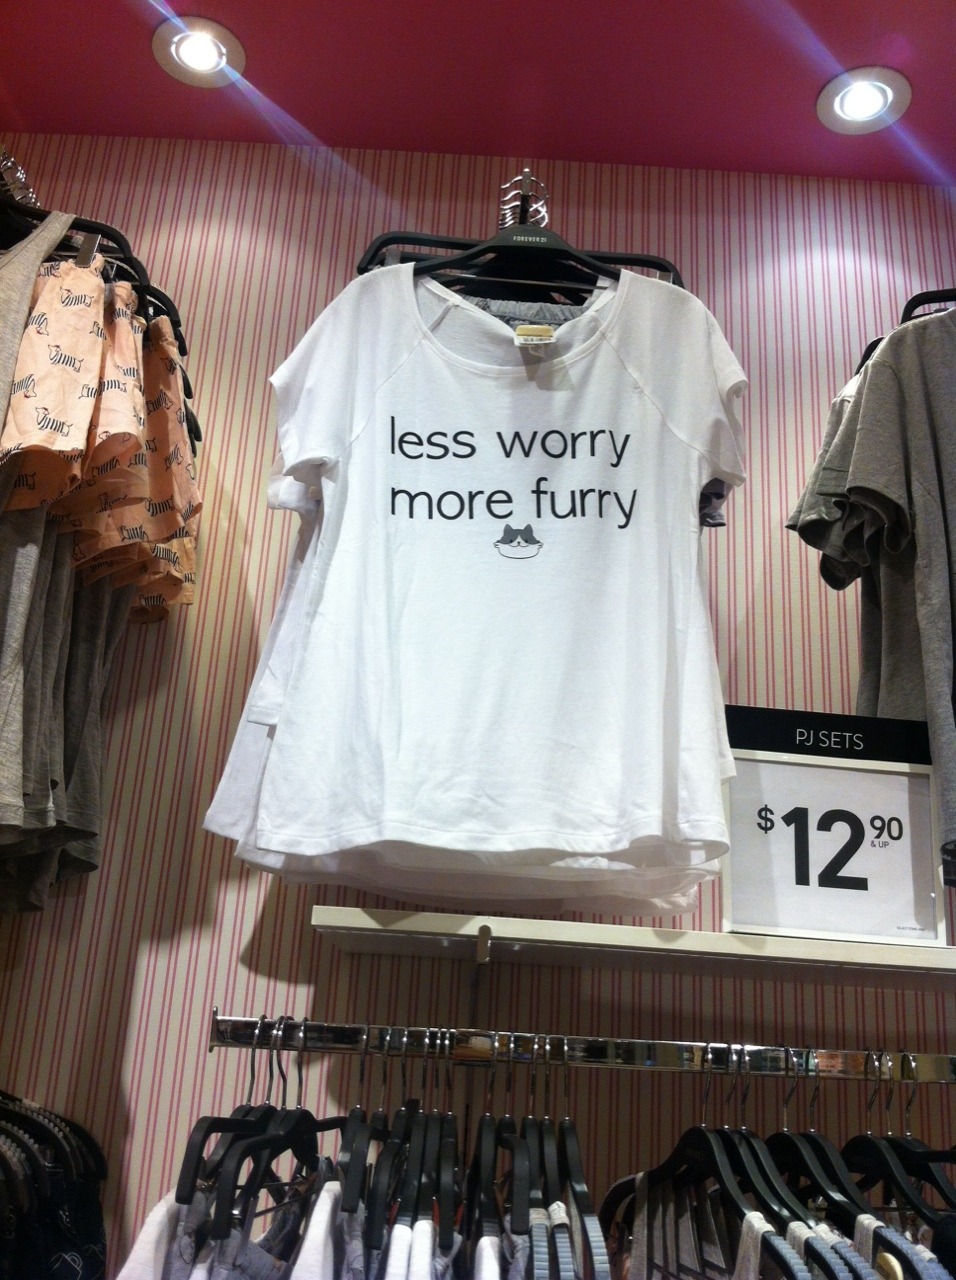 FOREVER 21
less worry
more furry
PJ SETS
$12 90
& UP